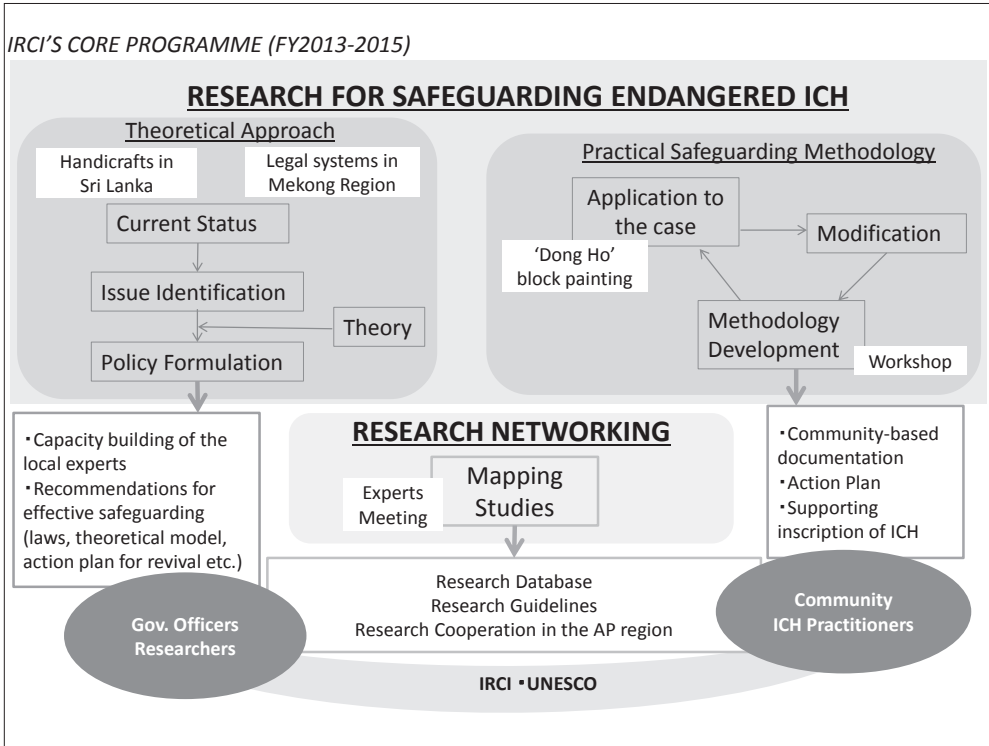 IRCI'S CORE PROGRAMME (FY2013-2015)
RESEARCH FOR SAFEGUARDING ENDANGERED ICH
Theoretical Approach
Handicrafts in
Sri Lanka
Legal systems in
Mekong Region
Current Status
Issue Identification
Theory
Policy Formulation
Practical Safeguarding Methodology
Application to
the case
Modification
'Dong Ho'
block painting
Methodology
Development
Workshop
・Capacity building of the
local experts
・Recommendations for
effective safeguarding
(laws, theoretical model,
action plan for revival etc.)
RESEARCH NETWORKING
Experts
Meeting
Mapping
Studies
・Community-based
documentation
・Action Plan
・Supporting
inscription of ICH
Research Database
Research Guidelines
Research Cooperation in the AP region
Gov. Officers
Researchers
Community
ICH Practitioners
IRCI・UNESCO